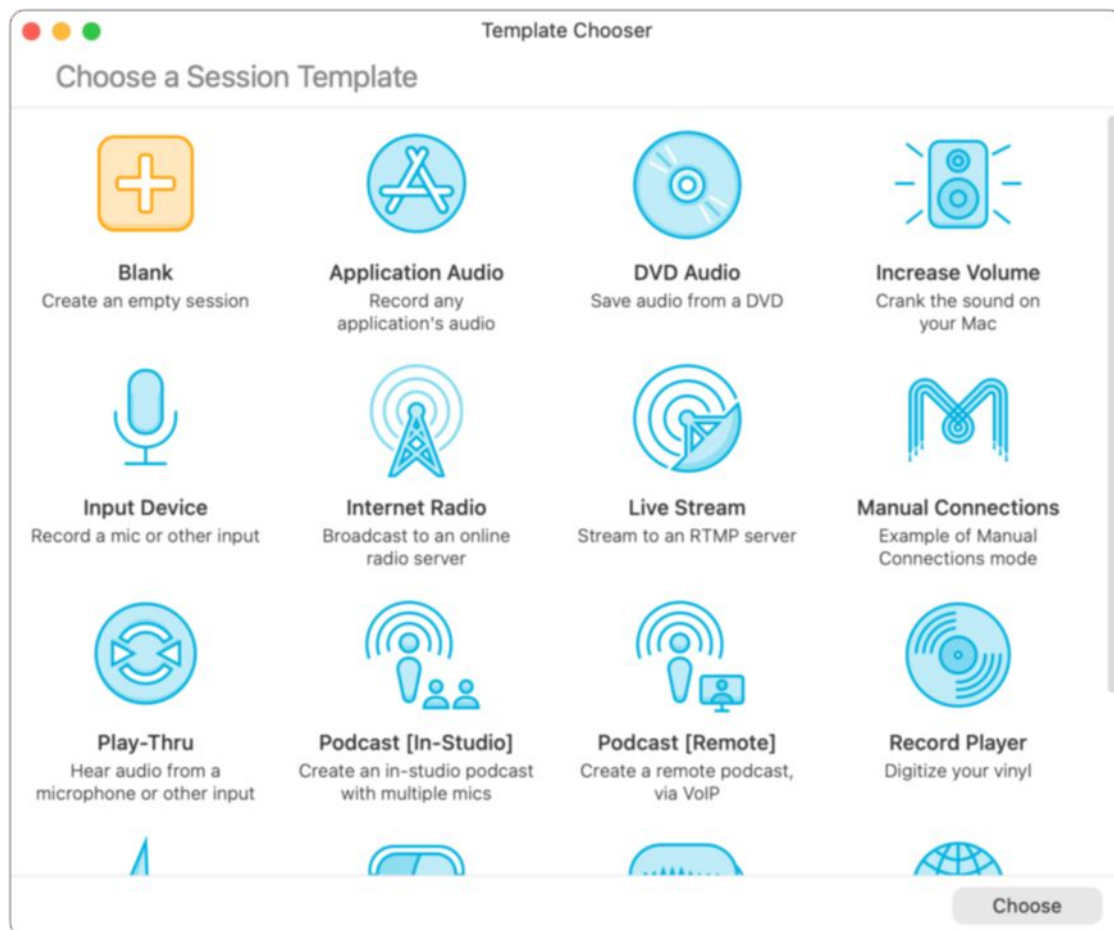 Template Chooser
Choose a Session Template
Blank
Create an empty session
Application Audio
Record any
application's audio
DVD Audio
Save audio from a DVD
Increase Volume
Crank the sound on
your Mac
Input Device
Record a mic or other input
Internet Radio
Broadcast to an online
radio server
Live Stream
Stream to an RTMP server
Manual Connections
Example of Manual
Connections mode
Play-Thru
Hear audio from a
microphone or other input
Podcast [In-Studio]
Create an in-studio podcast
with multiple mics
Podcast [Remote]
Create a remote podcast,
via VoIP
Record Player
Digitize your vinyl
Choose